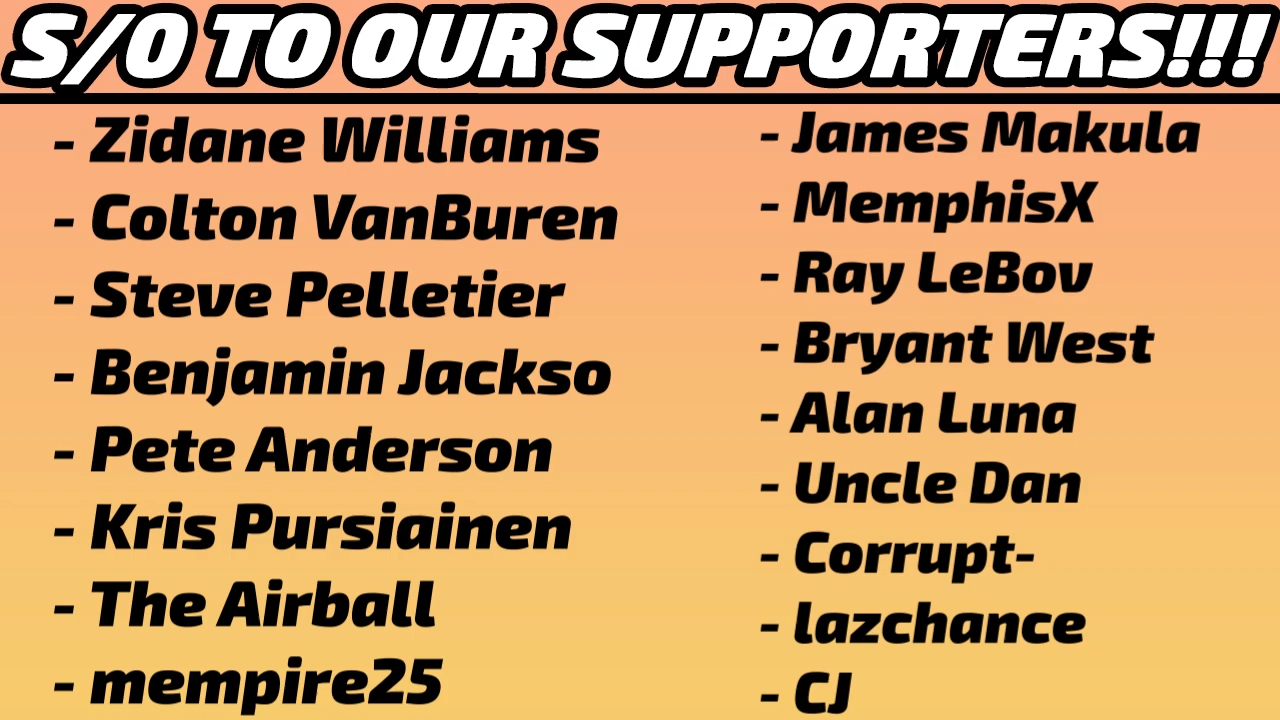 S/O TO OUR SUPPORTERS!!!
- Zidane Williams
- Colton VanBuren
- Steve Pelletier
- Benjamin Jackso
- Pete Anderson
- Kris Pursiainen
- The Airball
- mempire25
- James Makula
- MemphisX
- Ray LeBov
- Bryant West
- Alan Luna
- Uncle Dan
- Corrupt-
- lazchance
- CJ